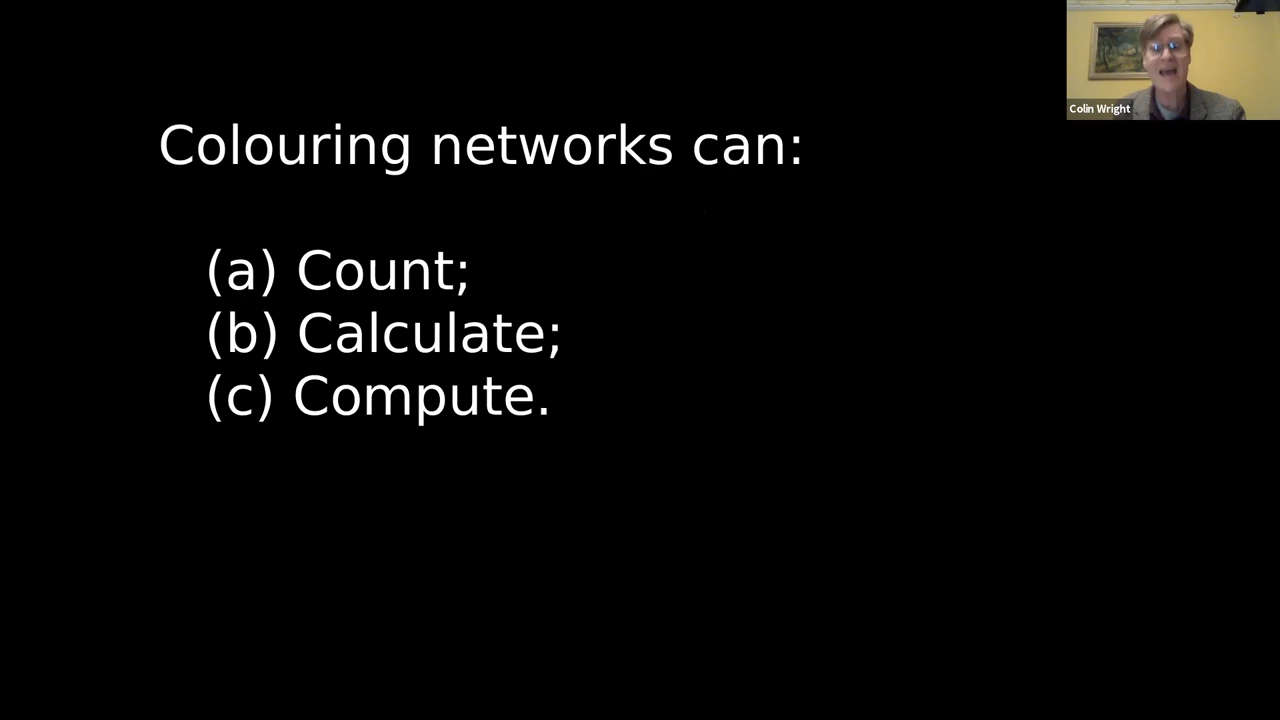 Colin Wright
Colouring networks can:
(a) Count;
(b) Calculate;
(c) Compute.